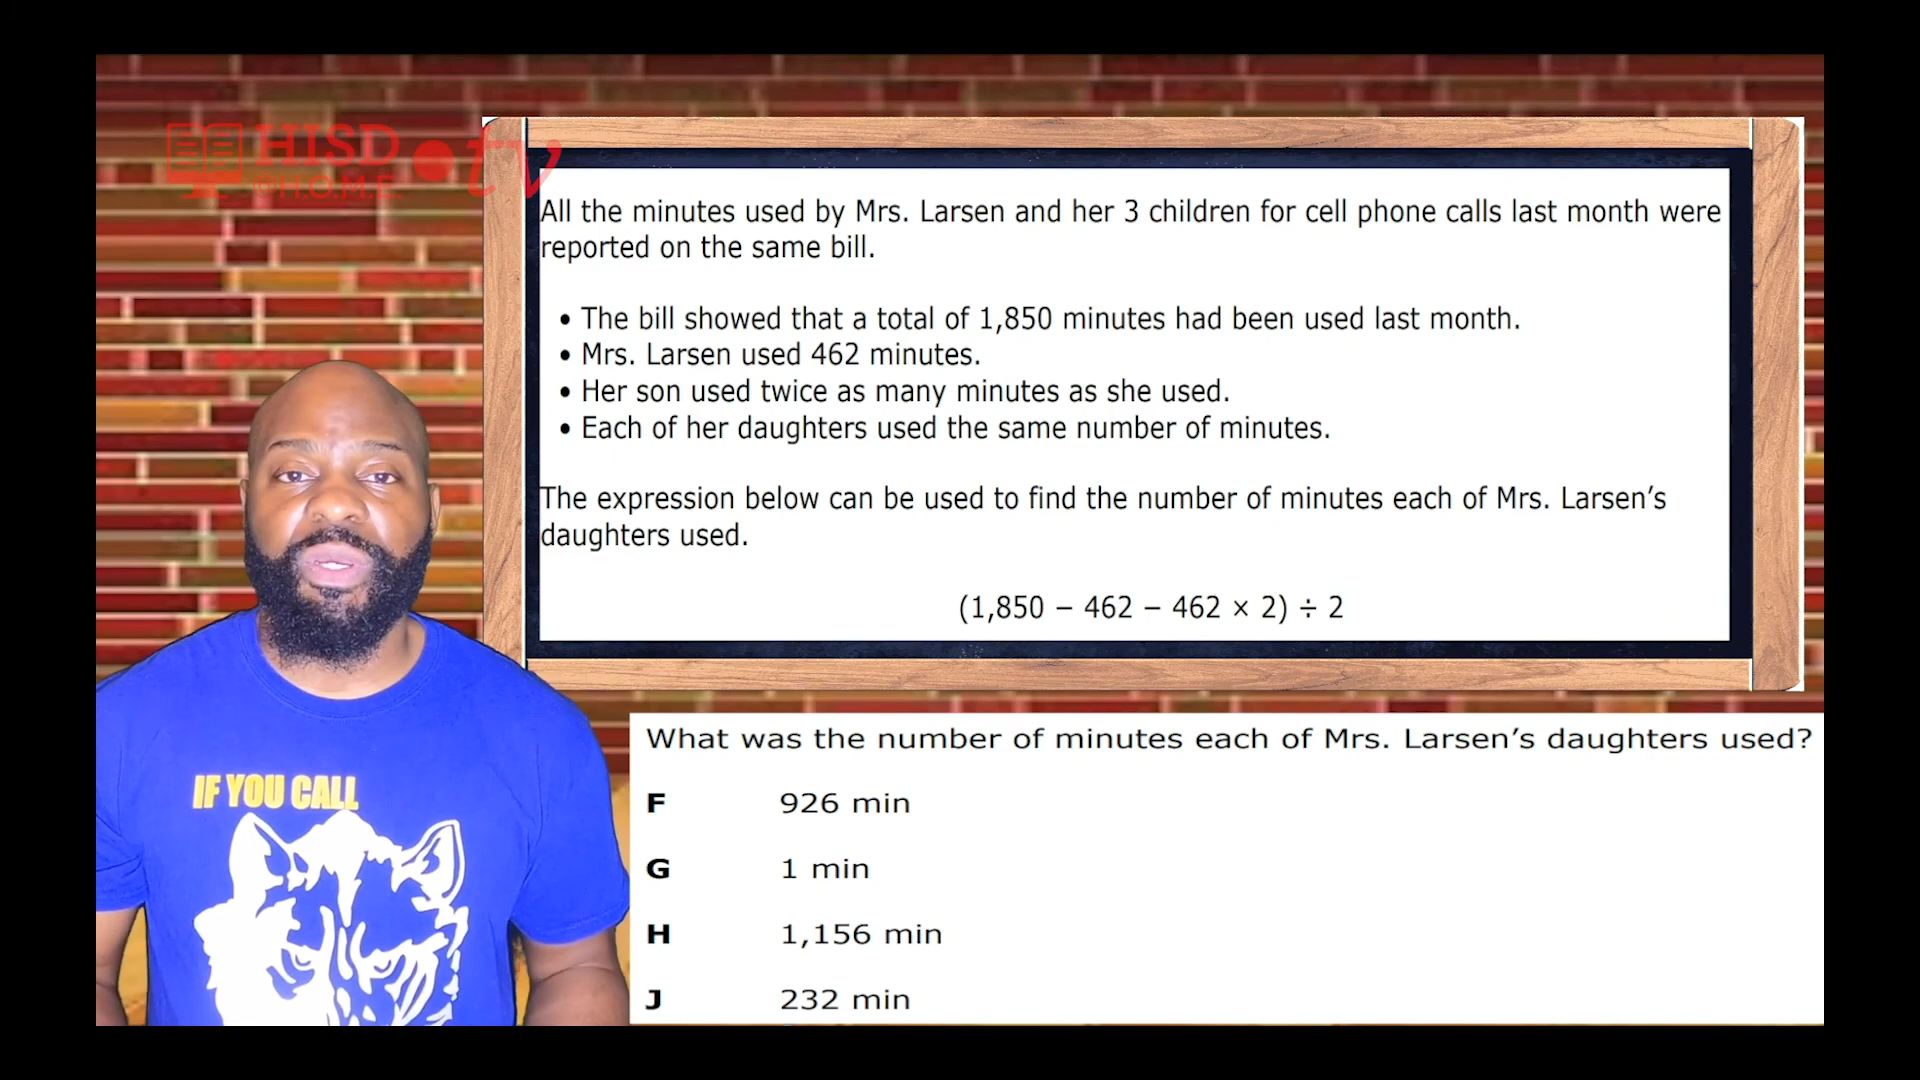 HISD
@H.O.M.E.
tv
All the minutes used by Mrs. Larsen and her 3 children for cell phone calls last month were
reported on the same bill.
• The bill showed that a total of 1,850 minutes had been used last month.
• Mrs. Larsen used 462 minutes.
• Her son used twice as many minutes as she used.
• Each of her daughters used the same number of minutes.
The expression below can be used to find the number of minutes each of Mrs. Larsen’s
daughters used.
(1,850 − 462 − 462 × 2) ÷ 2
IF YOU CALL
What was the number of minutes each of Mrs. Larsen’s daughters used?
F 926 min
G 1 min
H 1,156 min
J 232 min